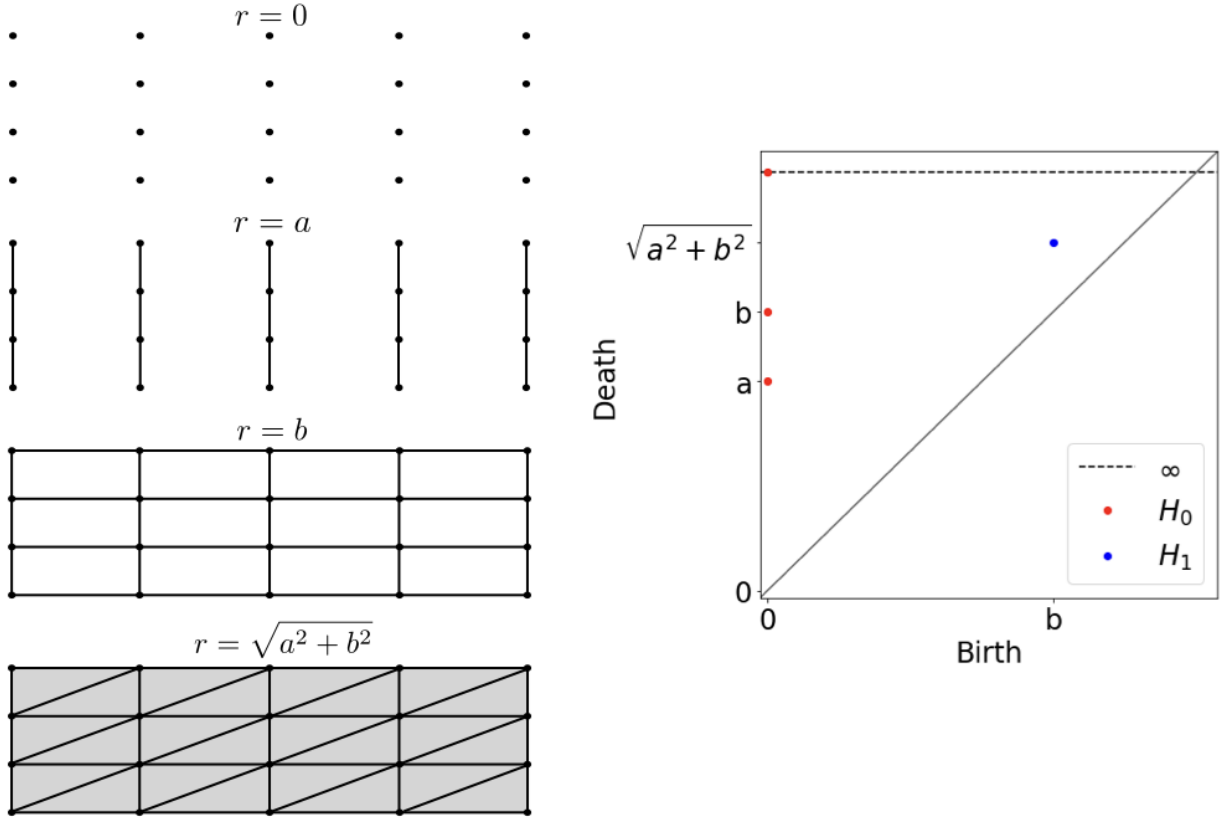 r = 0
r = a
r = b
r = √(a² + b²)
√(a² + b²)
b
a
0
Death
0
b
Birth
∞
H₀
H₁